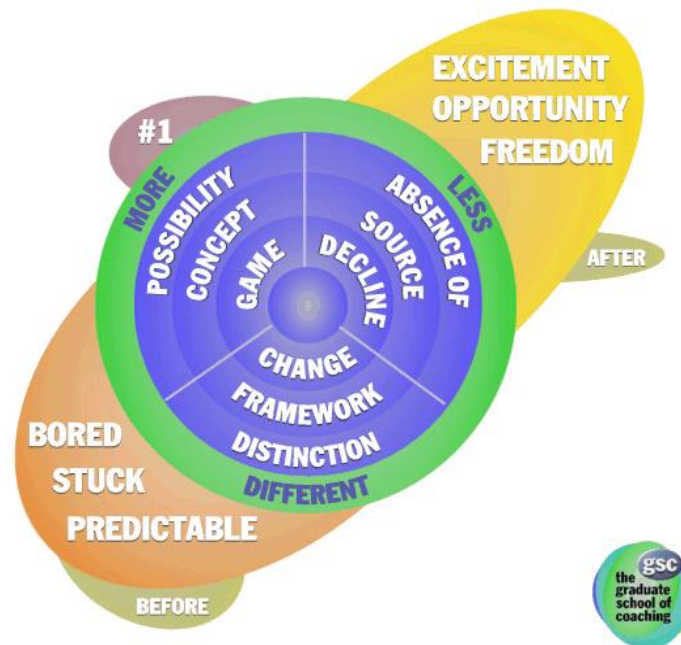 EXCITEMENT
OPPORTUNITY
FREEDOM
#1
MORE
LESS
POSSIBILITY
ABSENCE OF
CONCEPT
SOURCE
GAME
DECLINE
AFTER
CHANGE
FRAMEWORK
DISTINCTION
DIFFERENT
BORED
STUCK
PREDICTABLE
BEFORE
gsc
the
graduate
school of
coaching